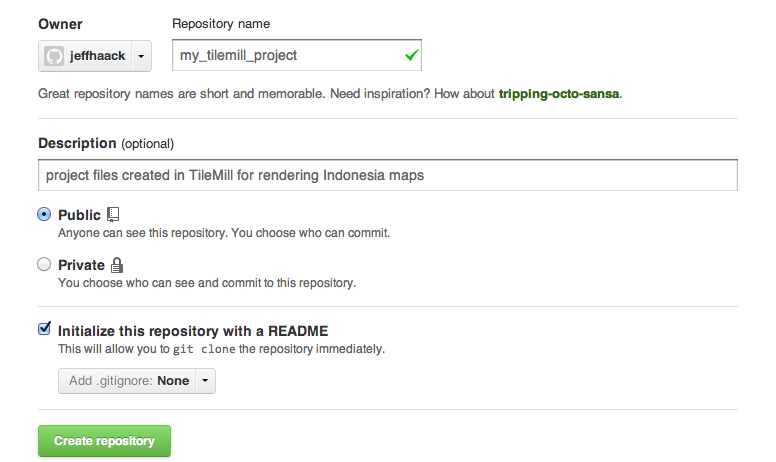 Owner
Repository name
jeffhaack
my_tilemill_project
Great repository names are short and memorable. Need inspiration? How about tripping-octo-sansa.
Description (optional)
project files created in TileMill for rendering Indonesia maps
Public
Anyone can see this repository. You choose who can commit.
Private
You choose who can see and commit to this repository.
Initialize this repository with a README
This will allow you to git clone the repository immediately.
Add .gitignore: None
Create repository